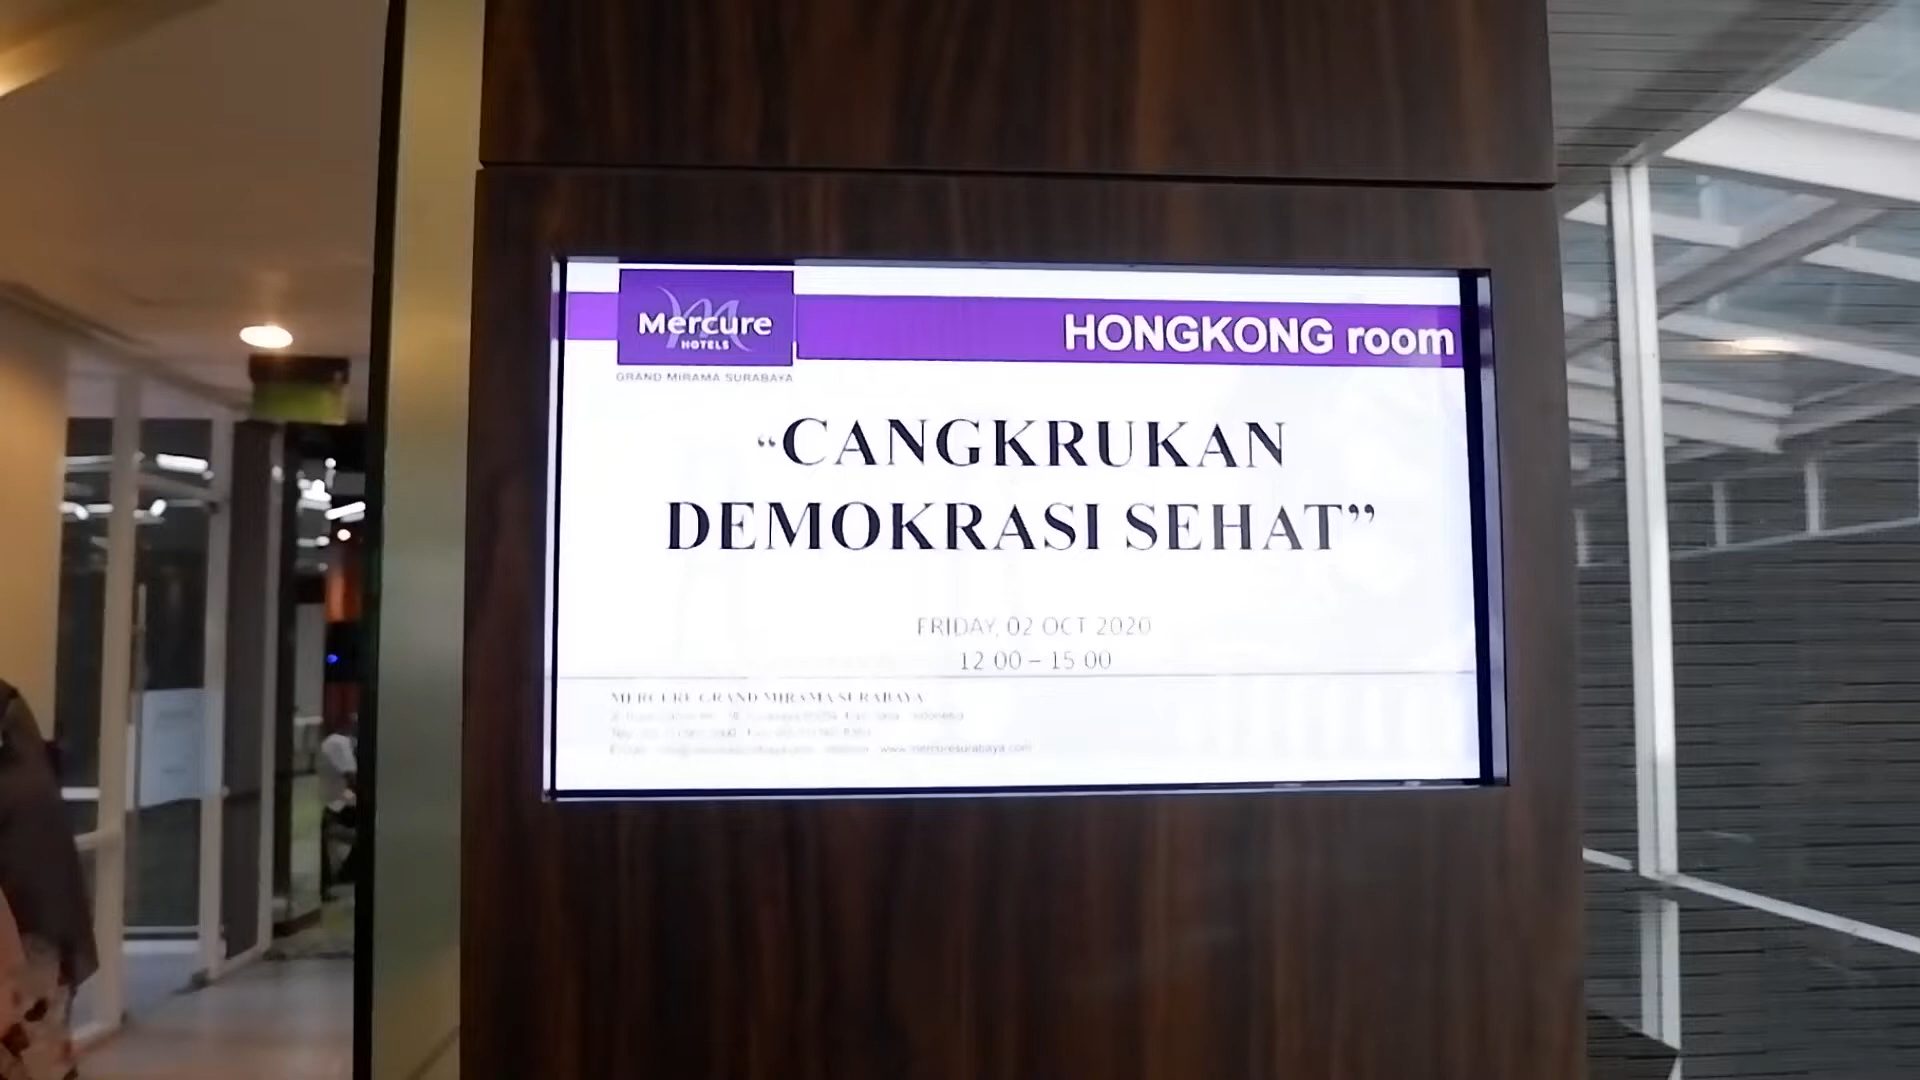 Mercure
HOTELS
GRAND MIRAMA SURABAYA
HONGKONG room
“CANGKRUKAN
DEMOKRASI SEHAT”
FRIDAY, 02 OCT 2020
12 00 – 15 00
MERCURE GRAND MIRAMA SURABAYA
www.mercuresurabaya.com